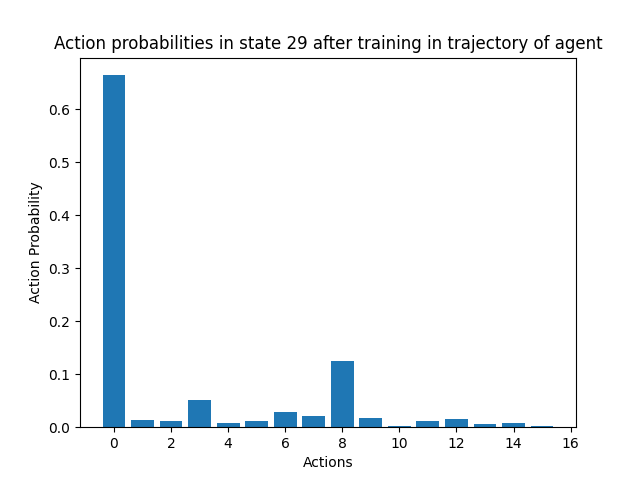 Action probabilities in state 29 after training in trajectory of agent
Action Probability
0.6
0.5
0.4
0.3
0.2
0.1
0.0
0 2 4 6 8 10 12 14 16
Actions